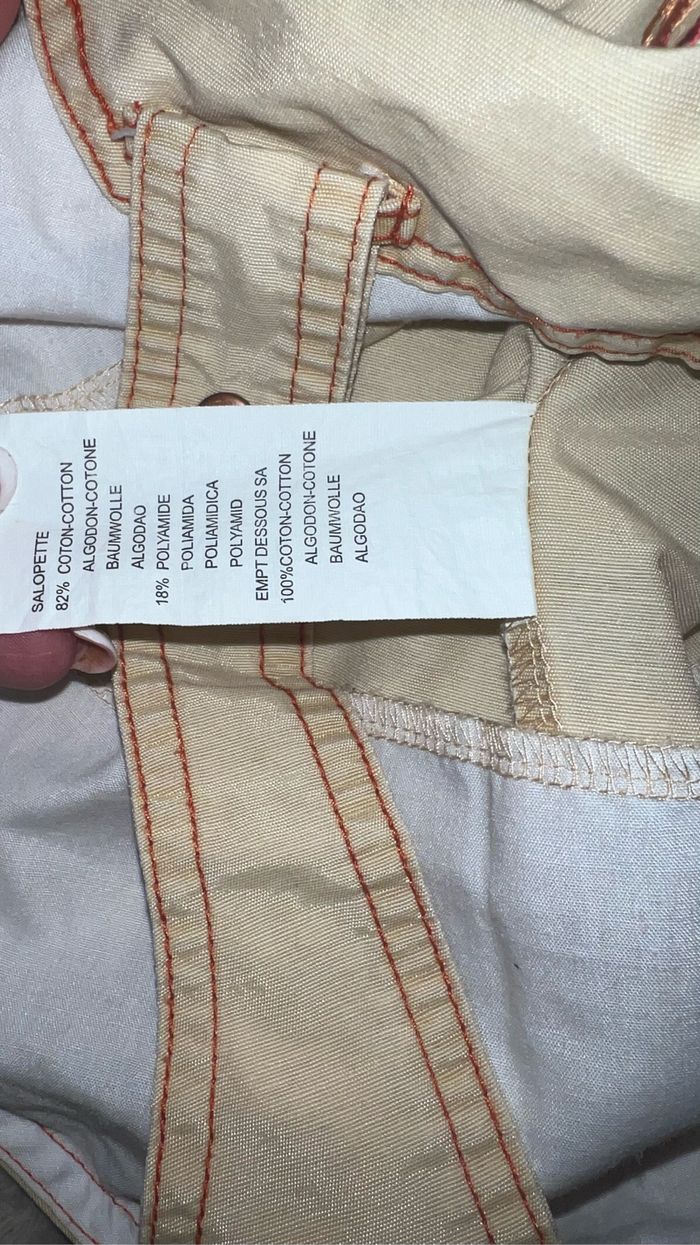 SALOPETTE
82% COTON-COTTON
ALGODON-COTONE
BAUMWOLLE
ALGODAO
18% POLYAMIDE
POLIAMIDA
POLIAMIDICA
POLYAMID
EMPT DESSOUS SA
100%COTON-COTTON
ALGODON-COTONE
BAUMWOLLE
ALGODAO